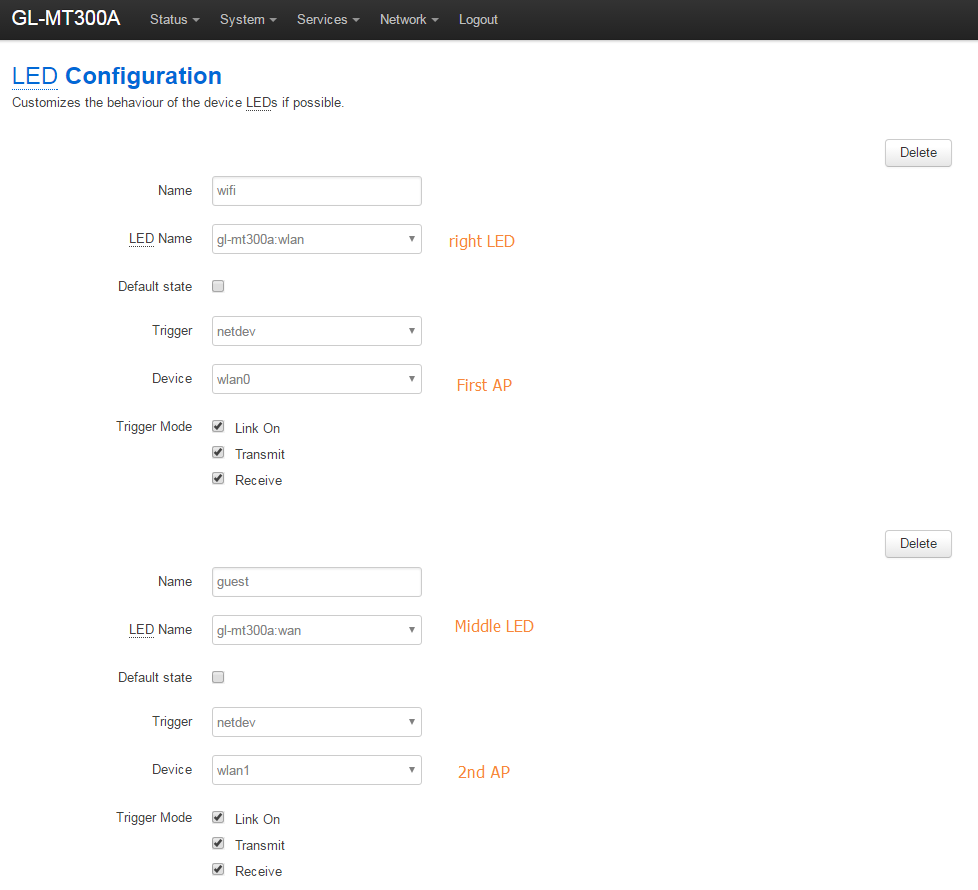 GL-MT300A Status System Services Network Logout
LED Configuration
Customizes the behaviour of the device LEDs if possible.
Delete
Name wifi
LED Name gl-mt300a:wlan right LED
Default state
Trigger netdev
Device wlan0 First AP
Trigger Mode Link On
Transmit
Receive
Delete
Name guest
LED Name gl-mt300a:wan Middle LED
Default state
Trigger netdev
Device wlan1 2nd AP
Trigger Mode Link On
Transmit
Receive